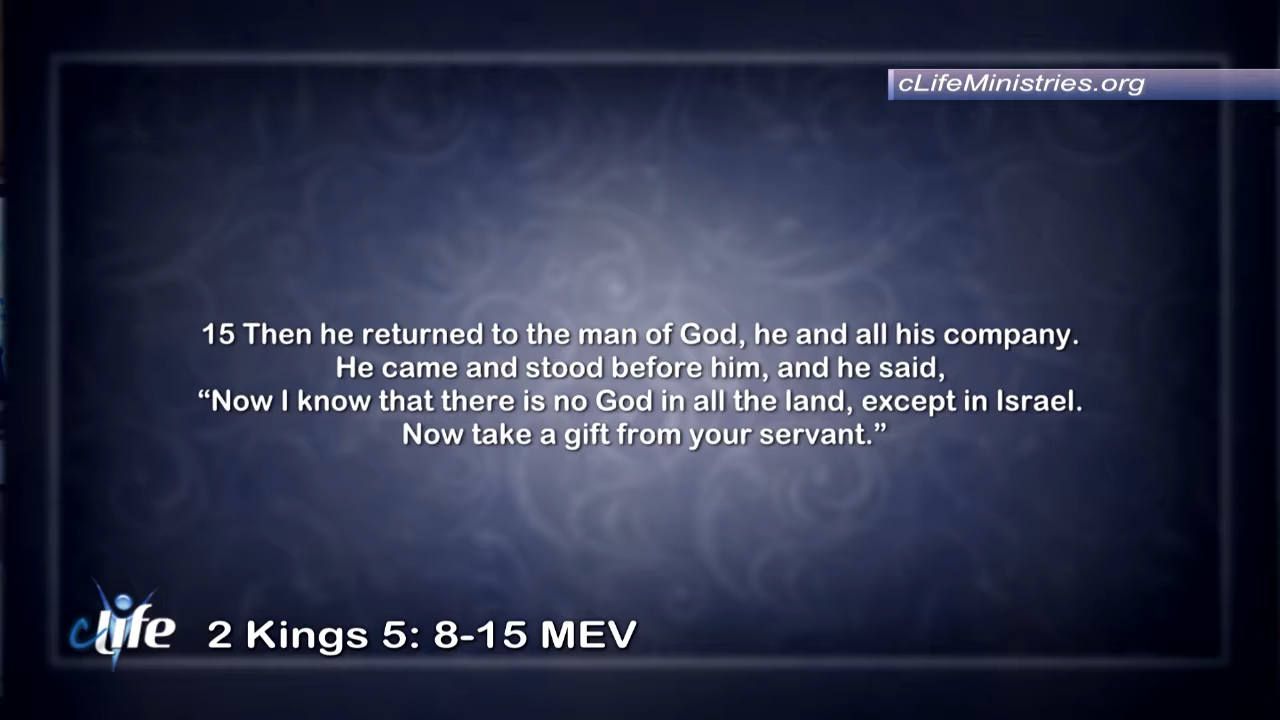 cLifeMinistries.org
15 Then he returned to the man of God, he and all his company.
He came and stood before him, and he said,
“Now I know that there is no God in all the land, except in Israel.
Now take a gift from your servant.”
cLife
2 Kings 5: 8-15 MEV